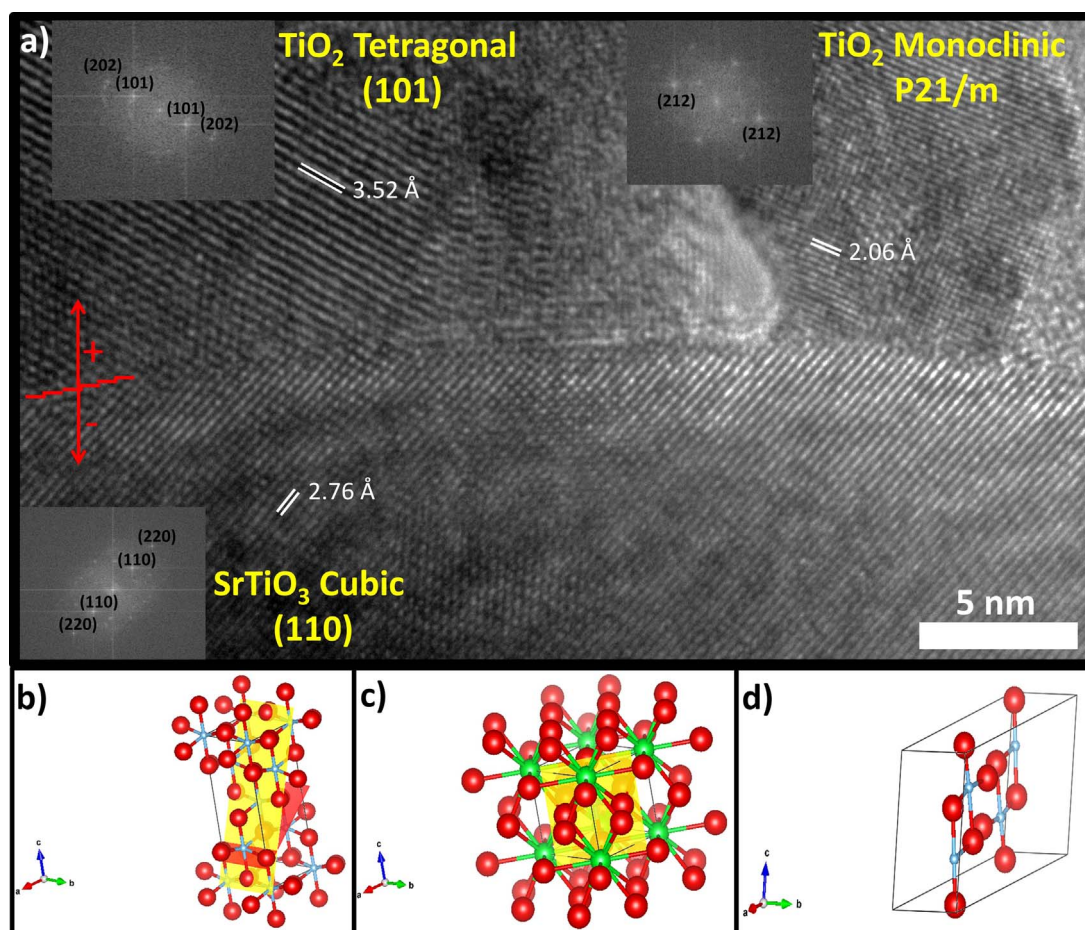 a)
TiO₂ Tetragonal
(101)
TiO₂ Monoclinic
P21/m
(202)
(101)
(101)
(202)
(212)
(212)
3.52 Å
2.06 Å
+
-
2.76 Å
(220)
(110)
(110)
(220)
SrTiO₃ Cubic
(110)
5 nm
b)
c)
d)
c
a
b
c
a
b
c
a
b